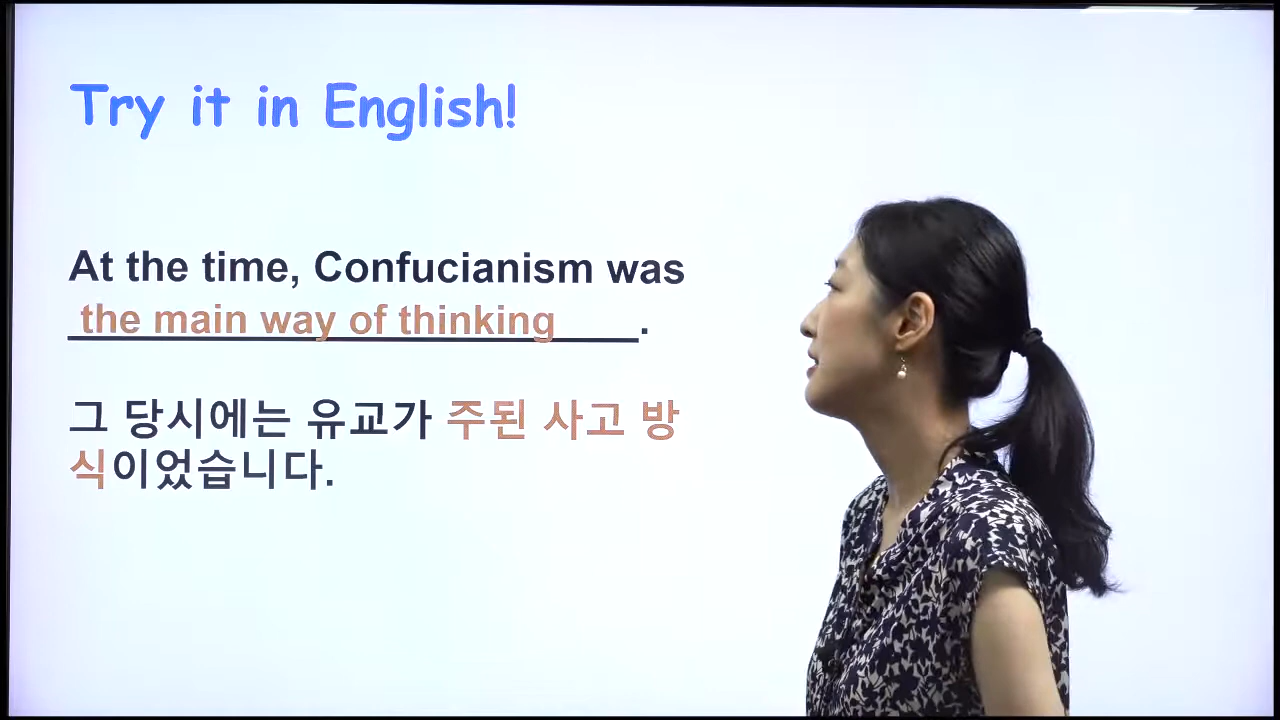 Try it in English!
At the time, Confucianism was
the main way of thinking.
그 당시에는 유교가 주된 사고 방
식이었습니다.